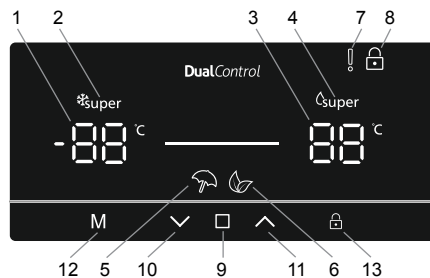 1 2 3 4 7 8
DualControl
super super
-88 °C 88 °C
M
12 5 10 9 11 6 13